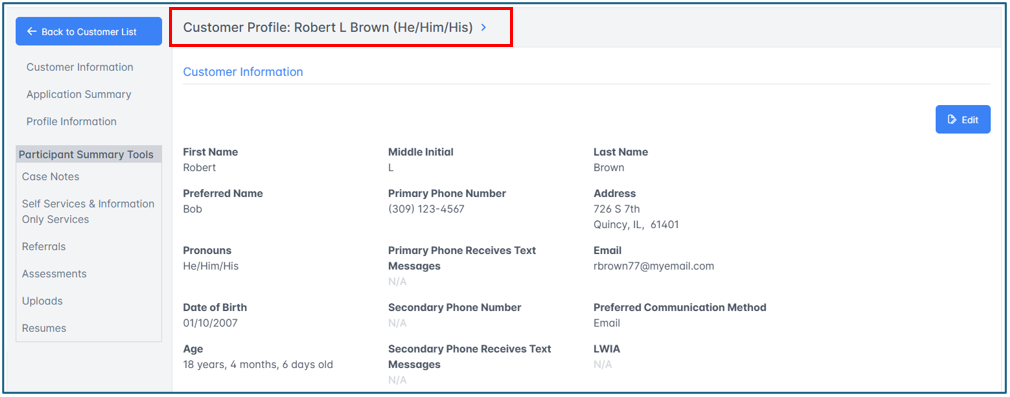 Back to Customer List
Customer Profile: Robert L Brown (He/Him/His)
Customer Information
Application Summary
Profile Information
Participant Summary Tools
Case Notes
Self Services & Information
Only Services
Referrals
Assessments
Uploads
Resumes
Customer Information
Edit
First Name
Robert
Middle Initial
L
Last Name
Brown
Preferred Name
Bob
Primary Phone Number
(309) 123-4567
Address
726 S 7th
Quincy, IL, 61401
Pronouns
He/Him/His
Primary Phone Receives Text
Messages
N/A
Email
rbrown77@myemail.com
Date of Birth
01/10/2007
Secondary Phone Number
N/A
Preferred Communication Method
Email
Age
18 years, 4 months, 6 days old
Secondary Phone Receives Text
Messages
N/A
LWIA
N/A